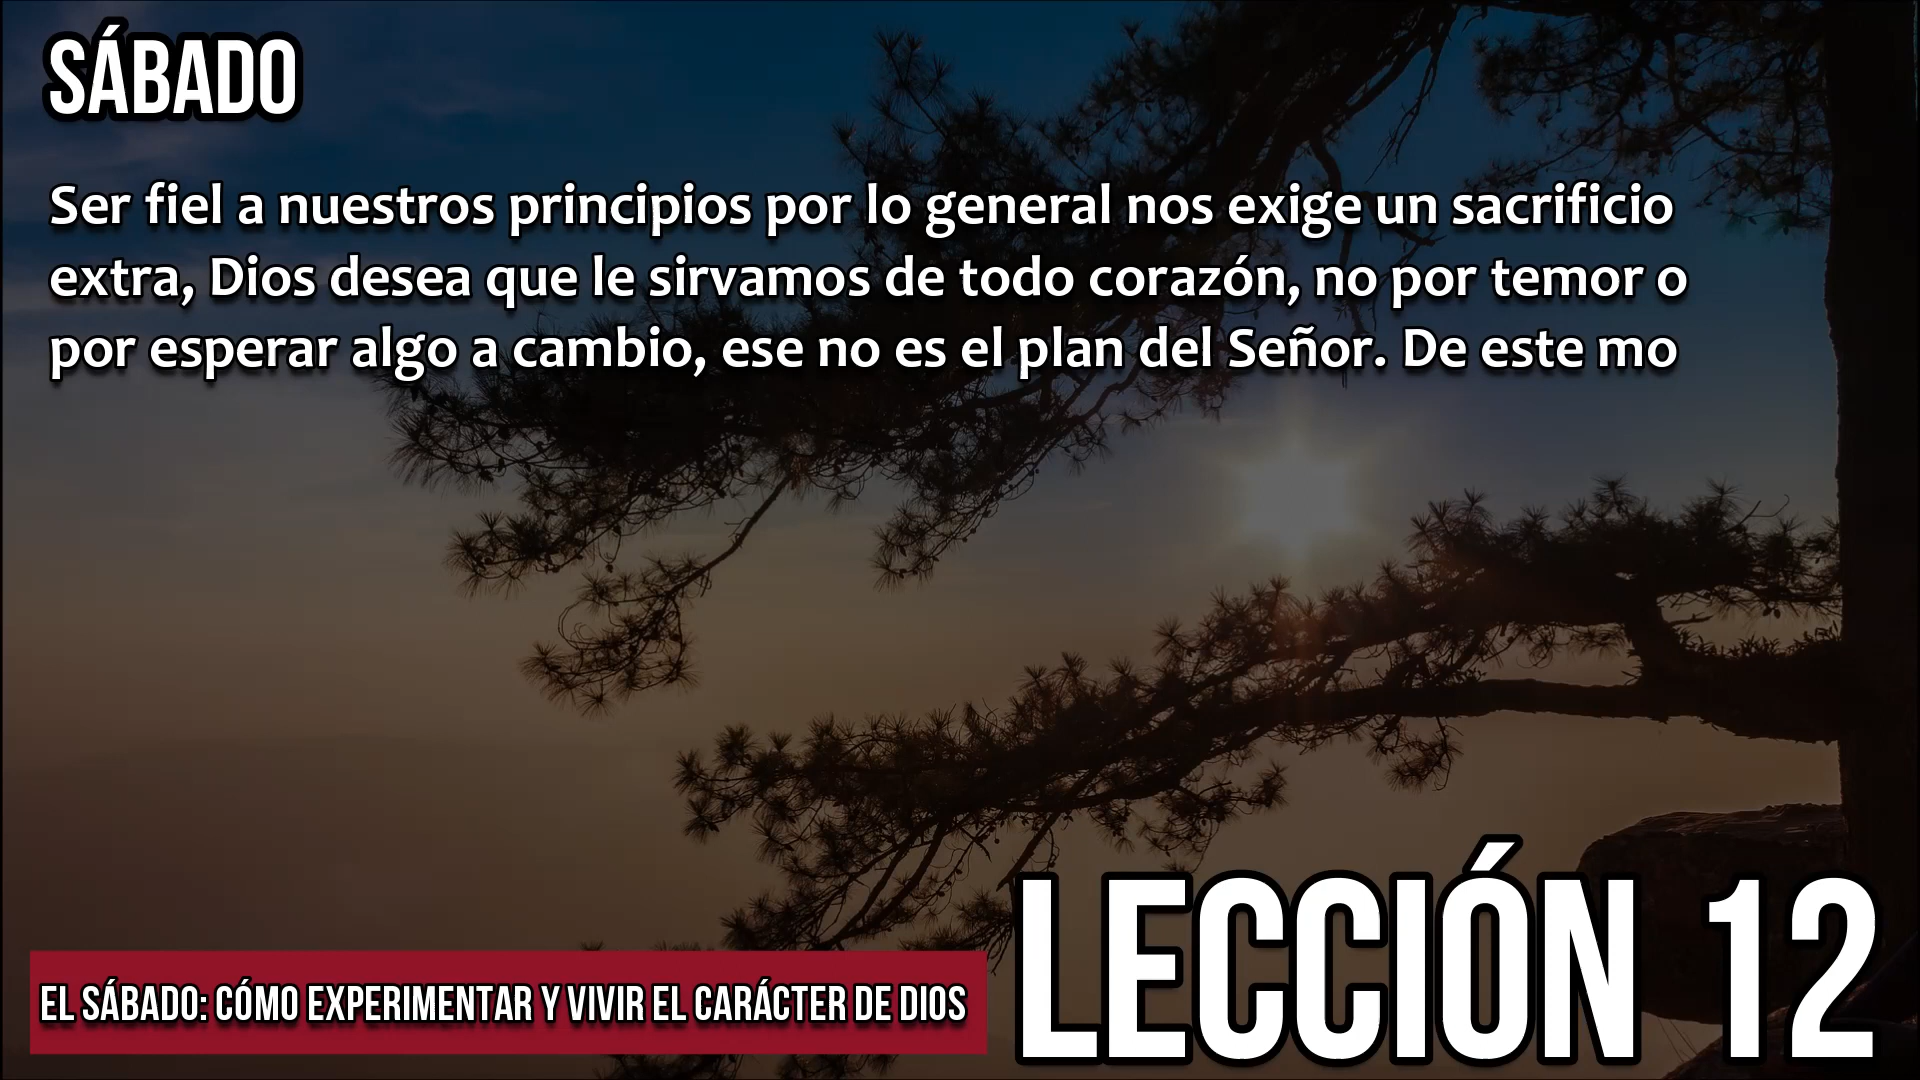 SÁBADO
Ser fiel a nuestros principios por lo general nos exige un sacrificio
extra, Dios desea que le sirvamos de todo corazón, no por temor o
por esperar algo a cambio, ese no es el plan del Señor. De este mo
EL SÁBADO: CÓMO EXPERIMENTAR Y VIVIR EL CARÁCTER DE DIOS
LECCIÓN 12